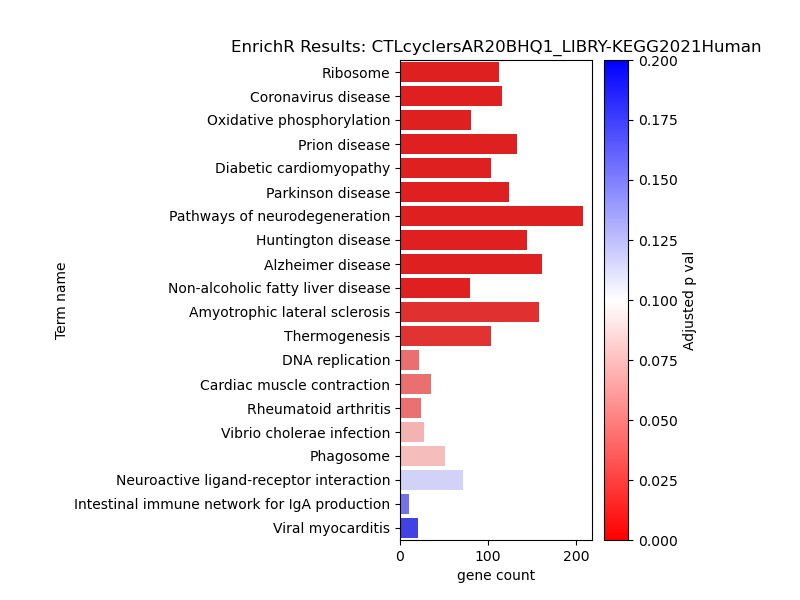 EnrichR Results: CTLcyclersAR20BHQ1_LIBRY-KEGG2021Human
Term name
Ribosome
Coronavirus disease
Oxidative phosphorylation
Prion disease
Diabetic cardiomyopathy
Parkinson disease
Pathways of neurodegeneration
Huntington disease
Alzheimer disease
Non-alcoholic fatty liver disease
Amyotrophic lateral sclerosis
Thermogenesis
DNA replication
Cardiac muscle contraction
Rheumatoid arthritis
Vibrio cholerae infection
Phagosome
Neuroactive ligand-receptor interaction
Intestinal immune network for IgA production
Viral myocarditis
0 100 200
gene count
0.200
0.175
0.150
0.125
0.100
0.075
0.050
0.025
0.000
Adjusted p val